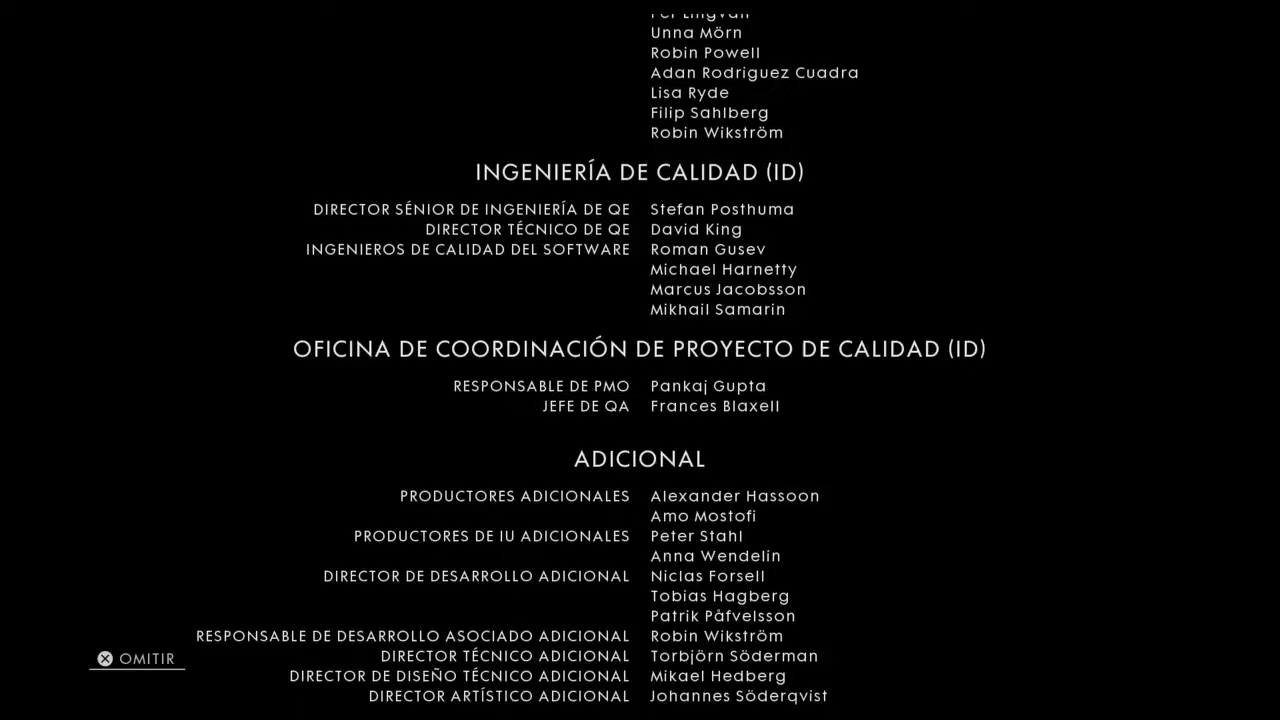 Unna Mörn
Robin Powell
Adan Rodriguez Cuadra
Lisa Ryde
Filip Sahlberg
Robin Wikström
INGENIERÍA DE CALIDAD (ID)
DIRECTOR SÉNIOR DE INGENIERÍA DE QE Stefan Posthuma
DIRECTOR TÉCNICO DE QE David King
INGENIEROS DE CALIDAD DEL SOFTWARE Roman Gusev
Michael Harnetty
Marcus Jacobsson
Mikhail Samarin
OFICINA DE COORDINACIÓN DE PROYECTO DE CALIDAD (ID)
RESPONSABLE DE PMO Pankaj Gupta
JEFE DE QA Frances Blaxell
ADICIONAL
PRODUCTORES ADICIONALES Alexander Hassoon
Amo Mostofi
PRODUCTORES DE IU ADICIONALES Peter Stahl
Anna Wendelin
DIRECTOR DE DESARROLLO ADICIONAL Niclas Forsell
Tobias Hagberg
Patrik Påfvelsson
RESPONSABLE DE DESARROLLO ASOCIADO ADICIONAL Robin Wikström
DIRECTOR TÉCNICO ADICIONAL Torbjörn Söderman
DIRECTOR DE DISEÑO TÉCNICO ADICIONAL Mikael Hedberg
DIRECTOR ARTÍSTICO ADICIONAL Johannes Söderqvist
OMITIR